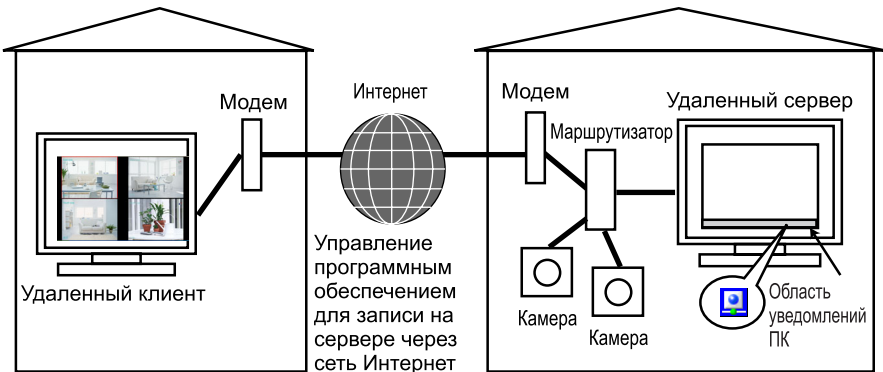 Модем
Удаленный клиент
Интернет
Управление
программным
обеспечением
для записи на
сервере через
сеть Интернет
Модем
Маршрутизатор
Удаленный сервер
Камера
Камера
Область
уведомлений
ПК